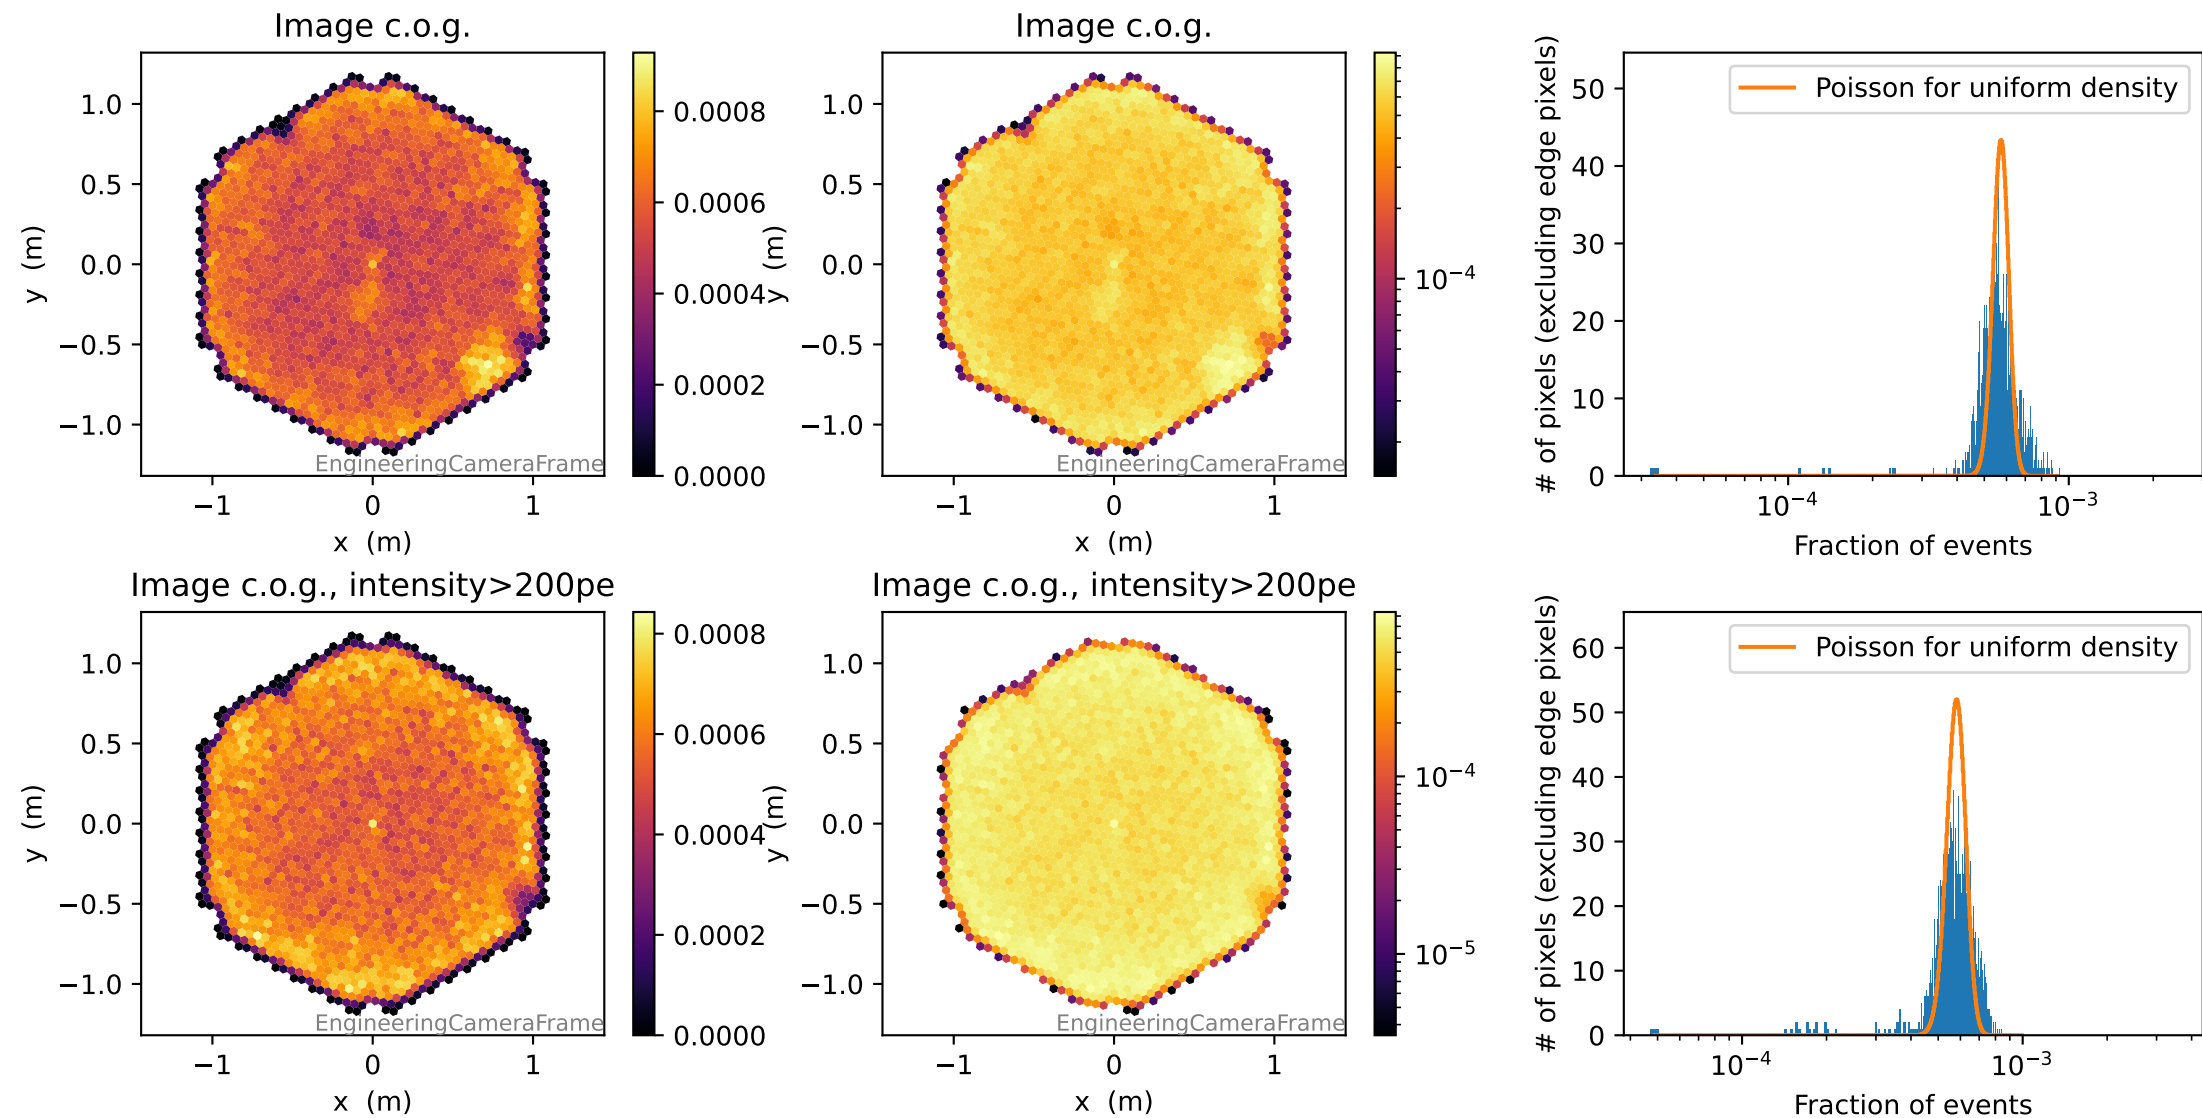 Image c.o.g.
1.0
0.5
0.0
−0.5
−1.0
y (m)
−1
0
1
x (m)
EngineeringCameraFrame
0.0008
0.0006
0.0004
0.0002
0.0000
Image c.o.g.
1.0
0.5
0.0
−0.5
−1.0
y (m)
−1
0
1
x (m)
EngineeringCameraFrame
10⁻⁴
# of pixels (excluding edge pixels)
50
40
30
20
10
0
Poisson for uniform density
10⁻⁴
10⁻³
Fraction of events
Image c.o.g., intensity>200pe
1.0
0.5
0.0
−0.5
−1.0
y (m)
−1
0
1
x (m)
EngineeringCameraFrame
0.0008
0.0006
0.0004
0.0002
0.0000
Image c.o.g., intensity>200pe
1.0
0.5
0.0
−0.5
−1.0
y (m)
−1
0
1
x (m)
EngineeringCameraFrame
10⁻⁴
10⁻⁵
# of pixels (excluding edge pixels)
60
50
40
30
20
10
0
Poisson for uniform density
10⁻⁴
10⁻³
Fraction of events